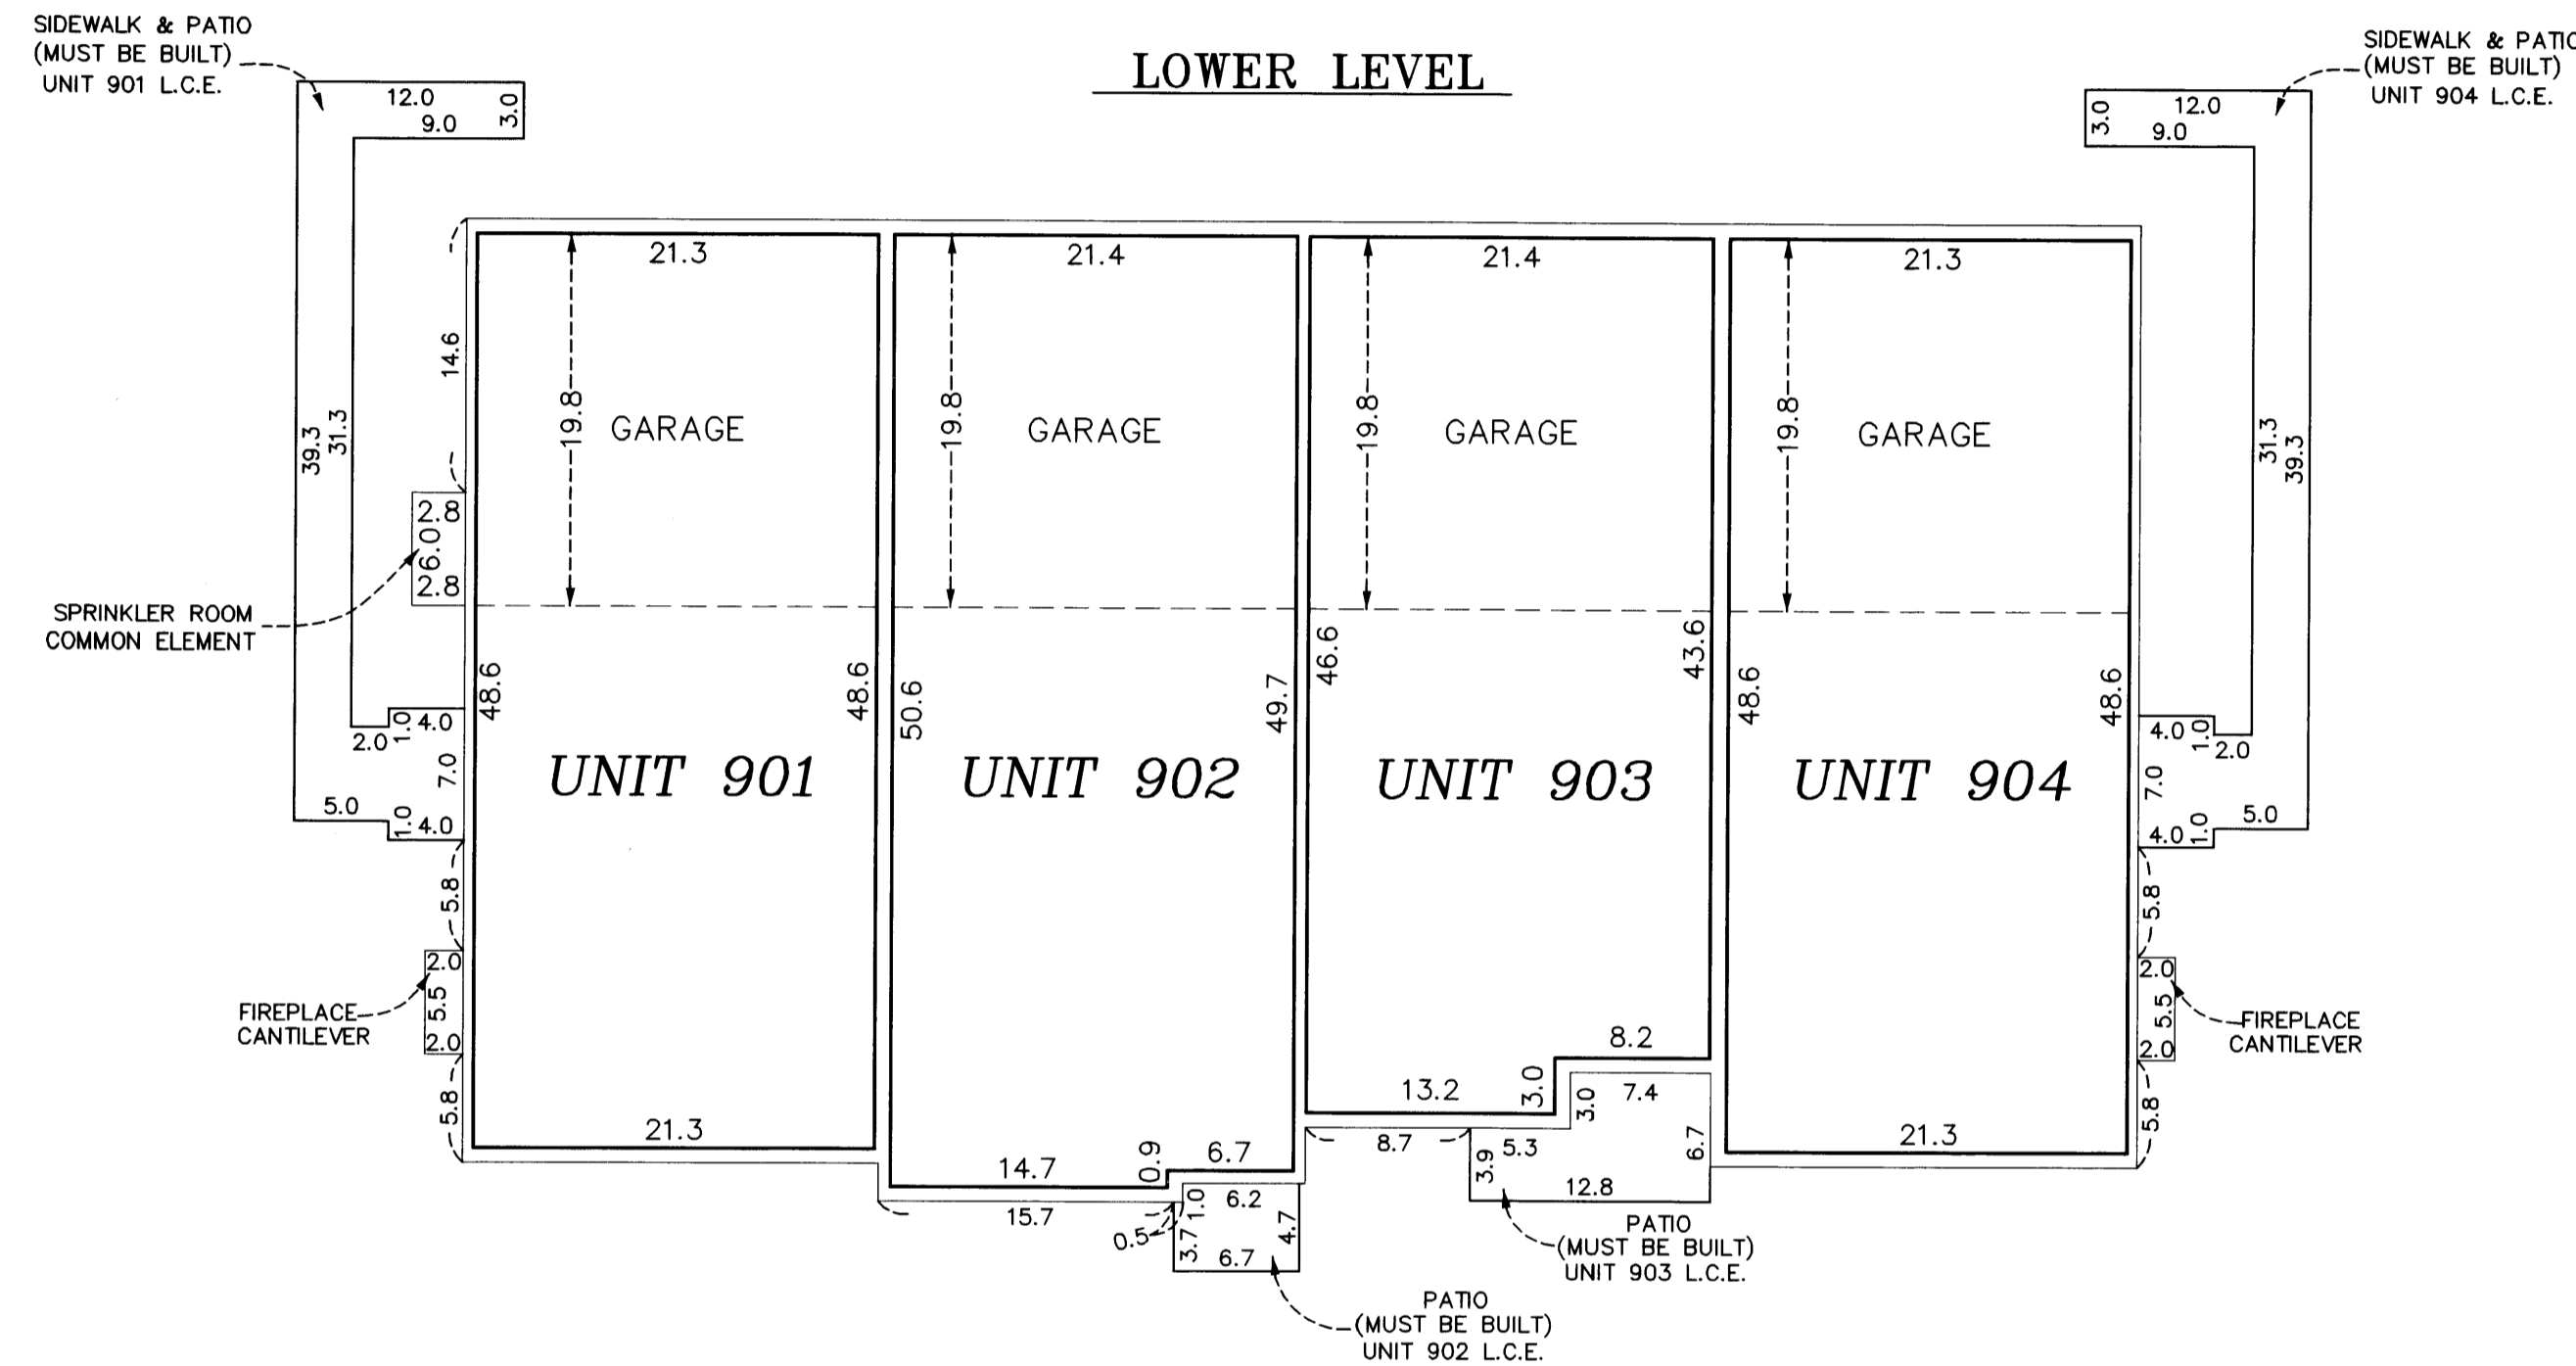 LOWER LEVEL
SIDEWALK & PATIO
(MUST BE BUILT)
UNIT 901 L.C.E.
12.0
9.0
3.0
39.3
31.3
SIDEWALK & PATIO
(MUST BE BUILT)
UNIT 904 L.C.E.
3.0
12.0
9.0
31.3
39.3
14.6
2.8
6.0
2.8
SPRINKLER ROOM
COMMON ELEMENT
1.0
4.0
2.0
7.0
5.0
1.0
4.0
5.8
2.0
5.5
2.0
FIREPLACE
CANTILEVER
5.8
21.3
19.8
GARAGE
48.6
48.6
UNIT 901
21.3
21.4
19.8
GARAGE
50.6
49.7
UNIT 902
14.7
0.9
6.7
15.7
0.5
1.0
6.2
3.7
4.7
6.7
PATIO
(MUST BE BUILT)
UNIT 902 L.C.E.
21.4
19.8
GARAGE
46.6
43.6
UNIT 903
8.2
13.2
3.0
3.0
7.4
8.7
5.3
3.9
6.7
12.8
PATIO
(MUST BE BUILT)
UNIT 903 L.C.E.
21.3
19.8
GARAGE
48.6
48.6
UNIT 904
21.3
4.0
1.0
2.0
7.0
5.0
4.0
1.0
5.8
2.0
5.5
2.0
FIREPLACE
CANTILEVER
5.8